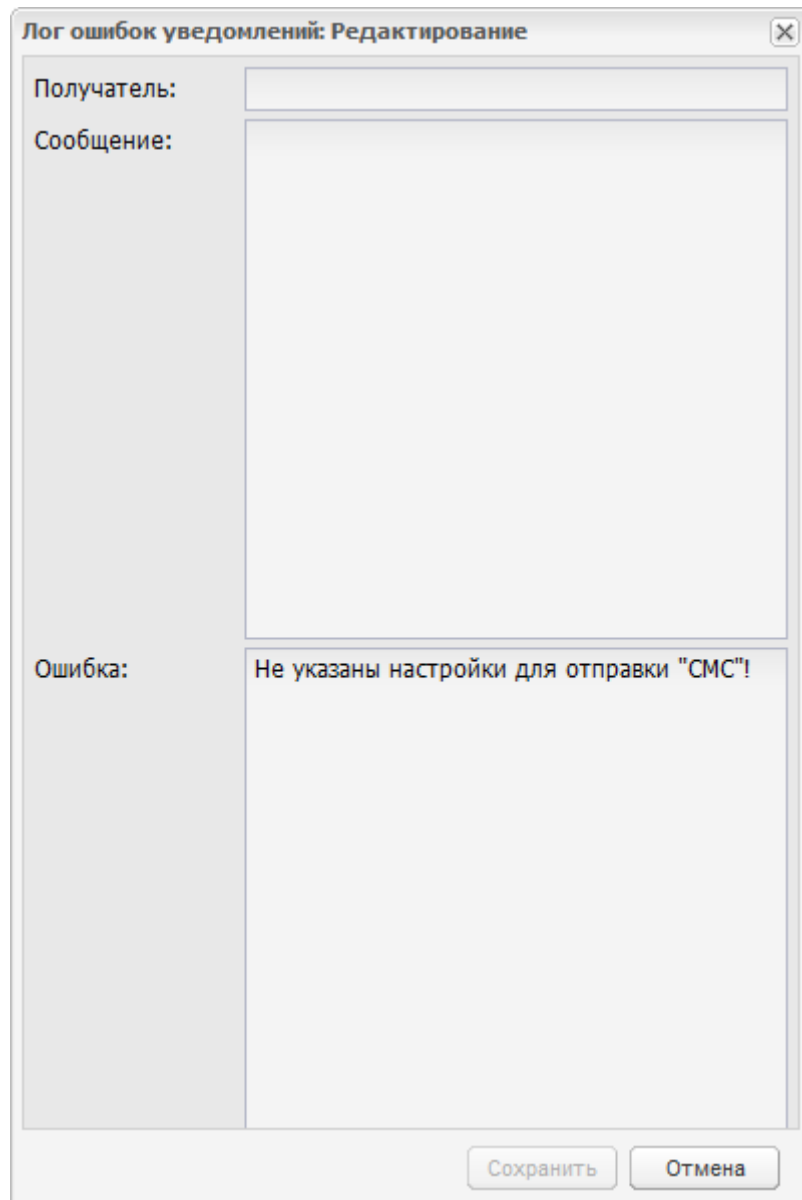 Лог ошибок уведомлений: Редактирование
Получатель:
Сообщение:
Ошибка:
Не указаны настройки для отправки "СМС"!
Сохранить
Отмена